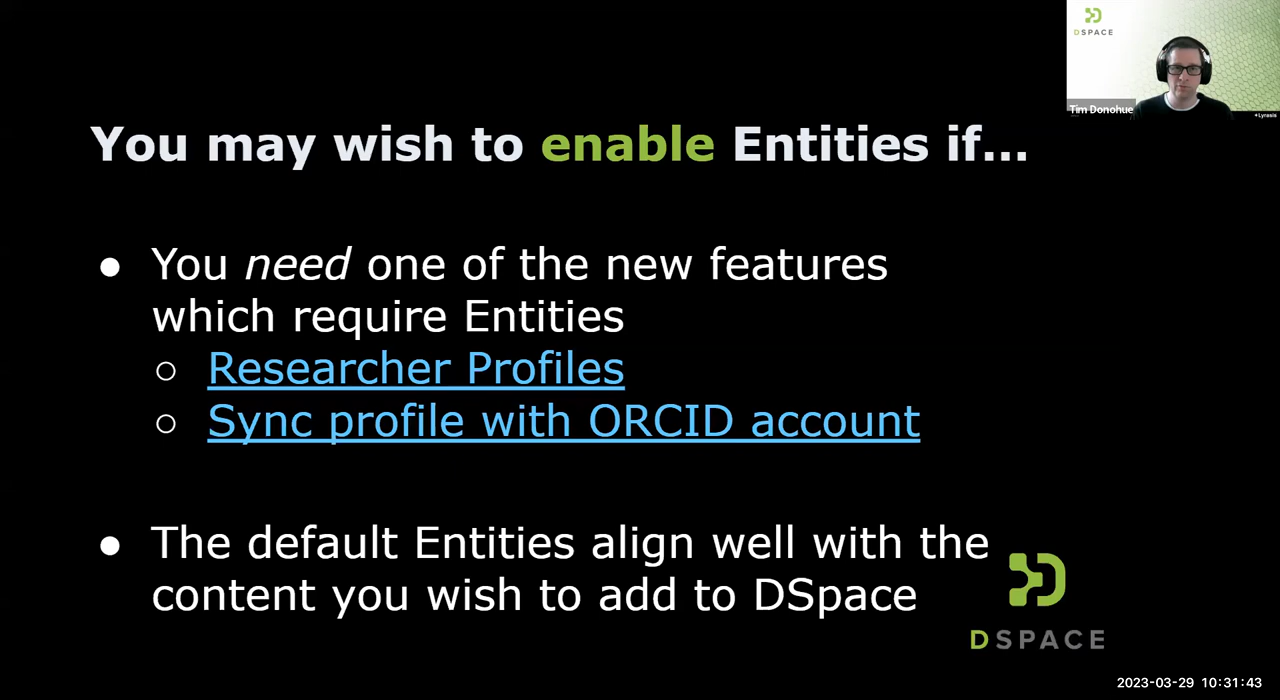 DSPACE
Tim Donohue
Lyrasis
You may wish to enable Entities if...
● You need one of the new features
which require Entities
○ Researcher Profiles
○ Sync profile with ORCID account
● The default Entities align well with the
content you wish to add to DSpace
DSPACE
2023-03-29 10:31:43